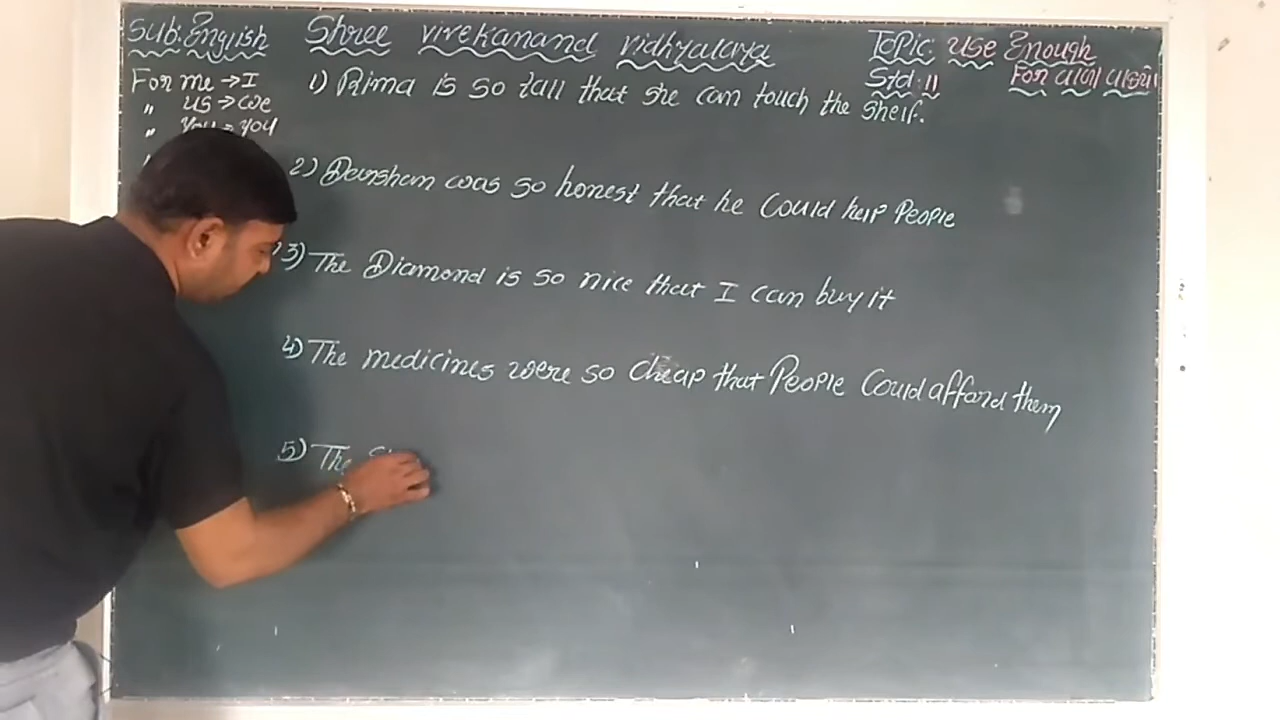 Sub: English
Shree vivekanand vidhyalaya
Topic: Use Enough
Std: 11
For વાળા વાક્યો
For me → I
" us → we
" You → you
1) Rima is so tall that she can touch the shelf.
2) Darshan was so honest that he could help People
3) The Diamond is so nice that I can buy it
4) The medicines were so cheap that People Could afford them
5) The